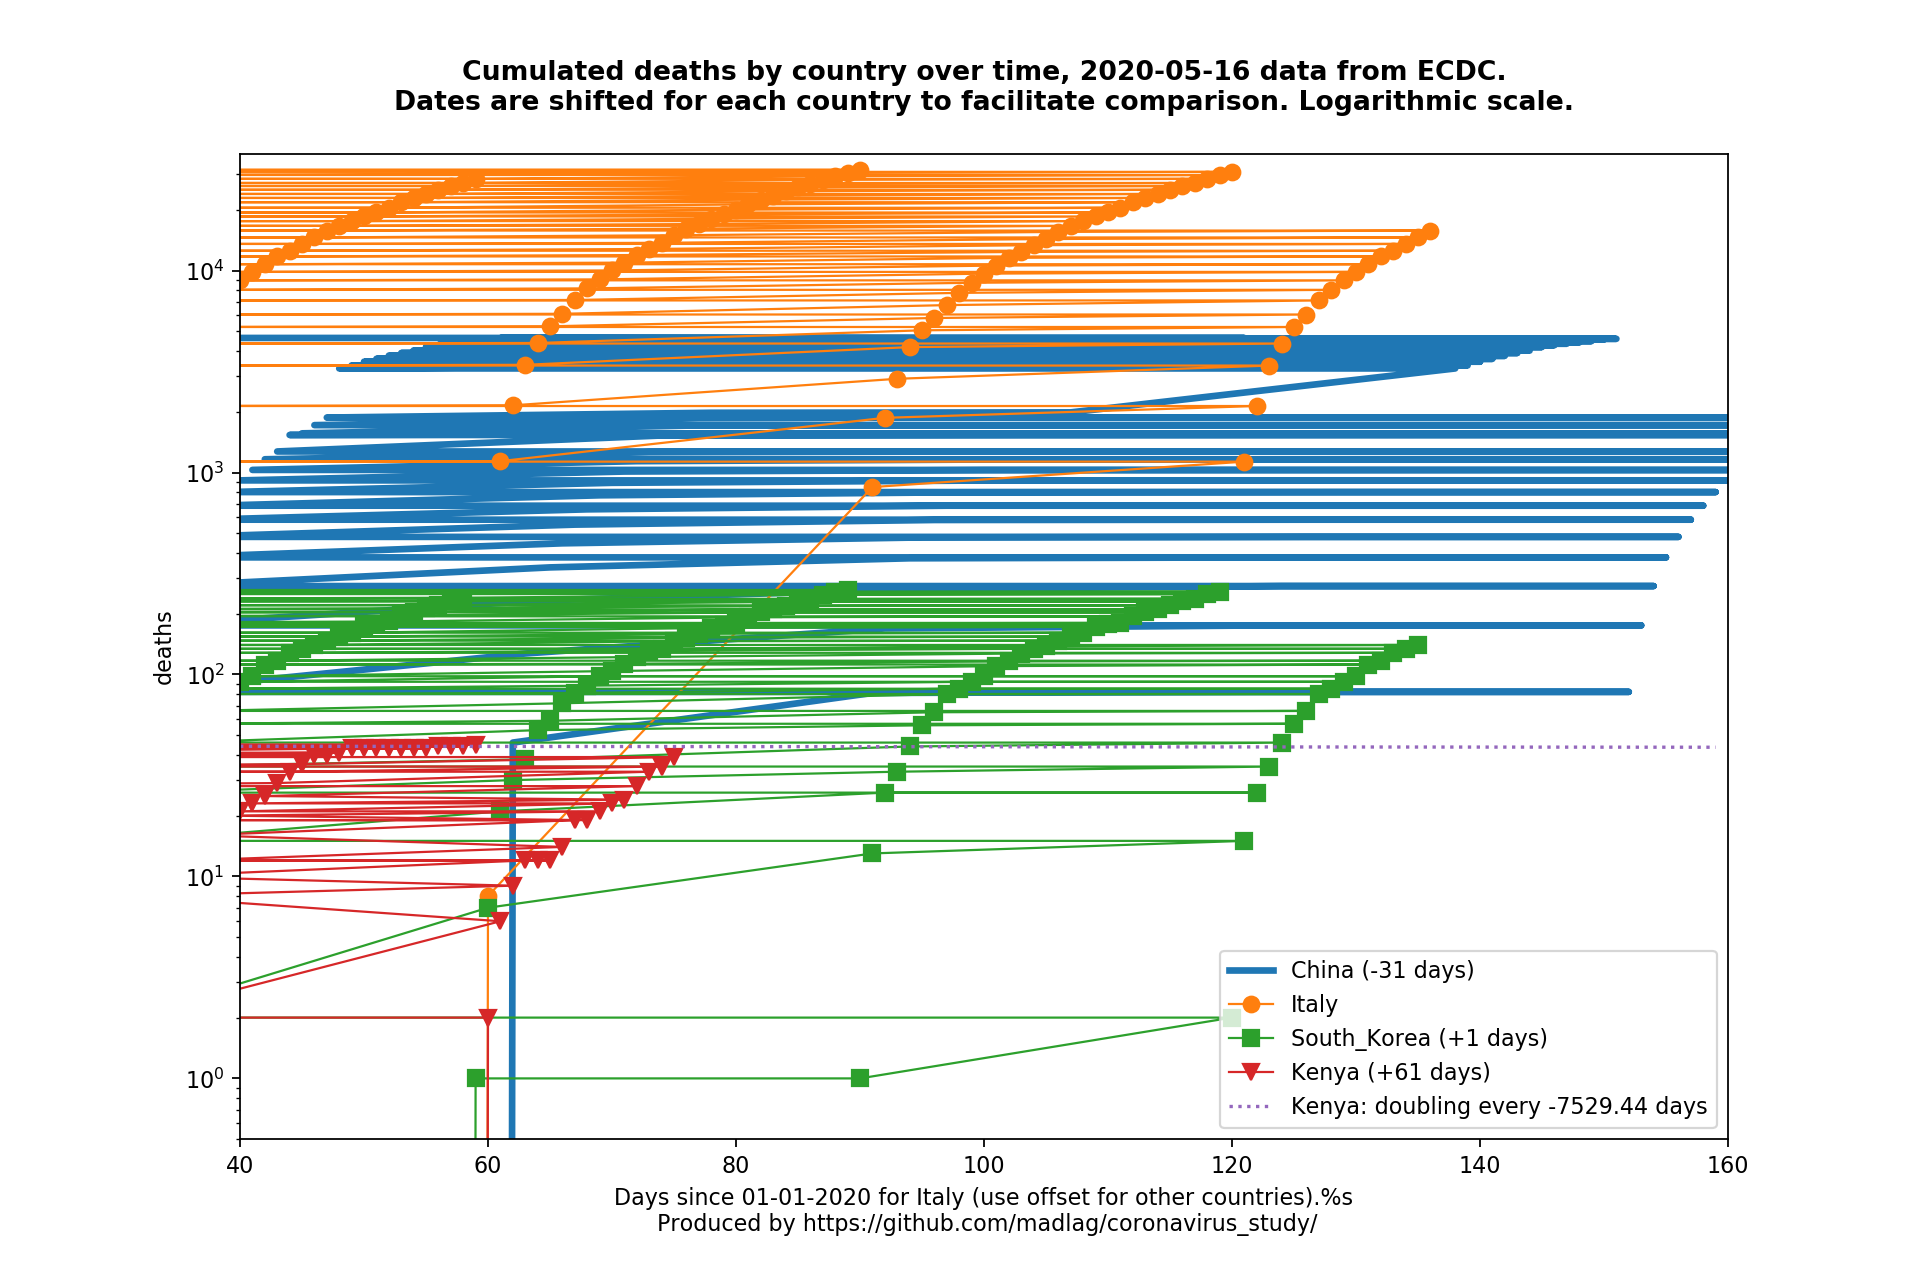 Cumulated deaths by country over time, 2020-05-16 data from ECDC.
Dates are shifted for each country to facilitate comparison. Logarithmic scale.
10⁴
10³
10²
10¹
10⁰
deaths
40 60 80 100 120 140 160
China (-31 days)
Italy
South_Korea (+1 days)
Kenya (+61 days)
Kenya: doubling every -7529.44 days
Days since 01-01-2020 for Italy (use offset for other countries).%s
Produced by https://github.com/madlag/coronavirus_study/